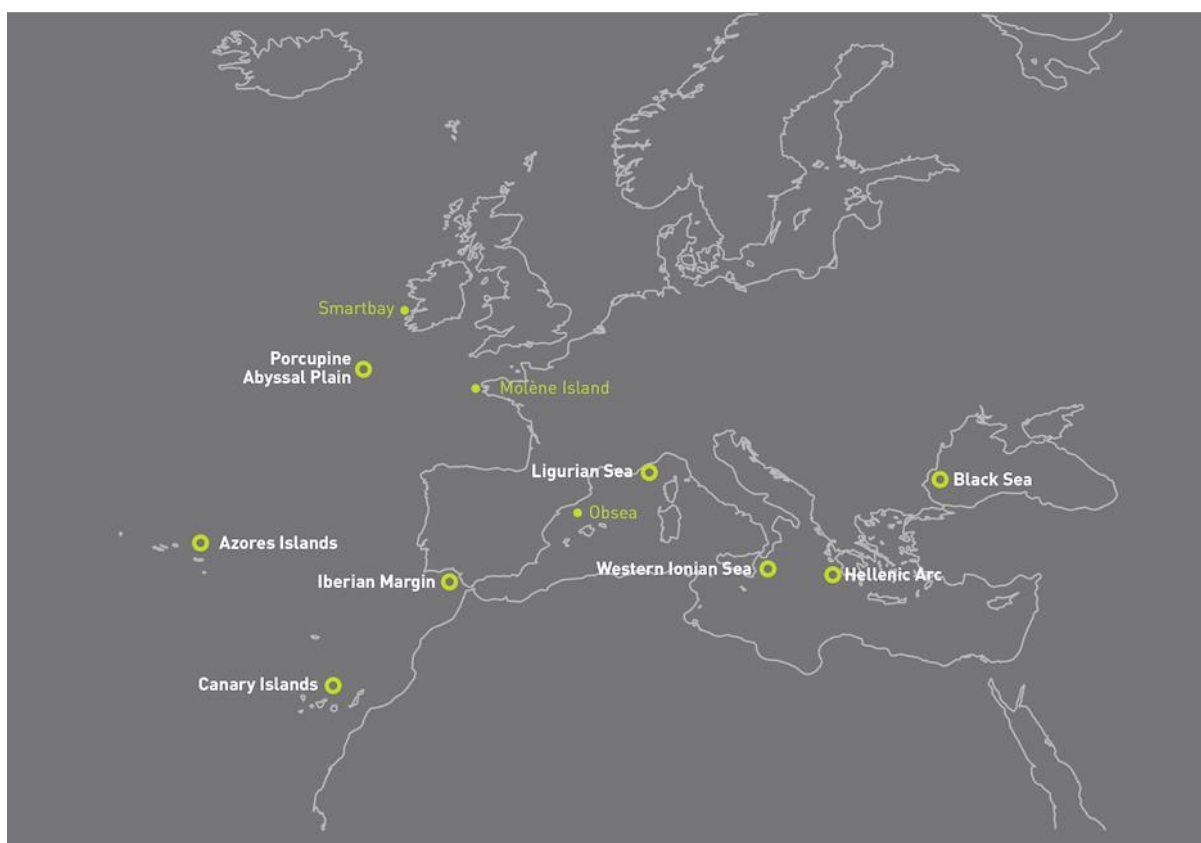 Smartbay
Porcupine
Abyssal Plain
Molène Island
Ligurian Sea
Black Sea
Obsea
Azores Islands
Western Ionian Sea
Hellenic Arc
Iberian Margin
Canary Islands